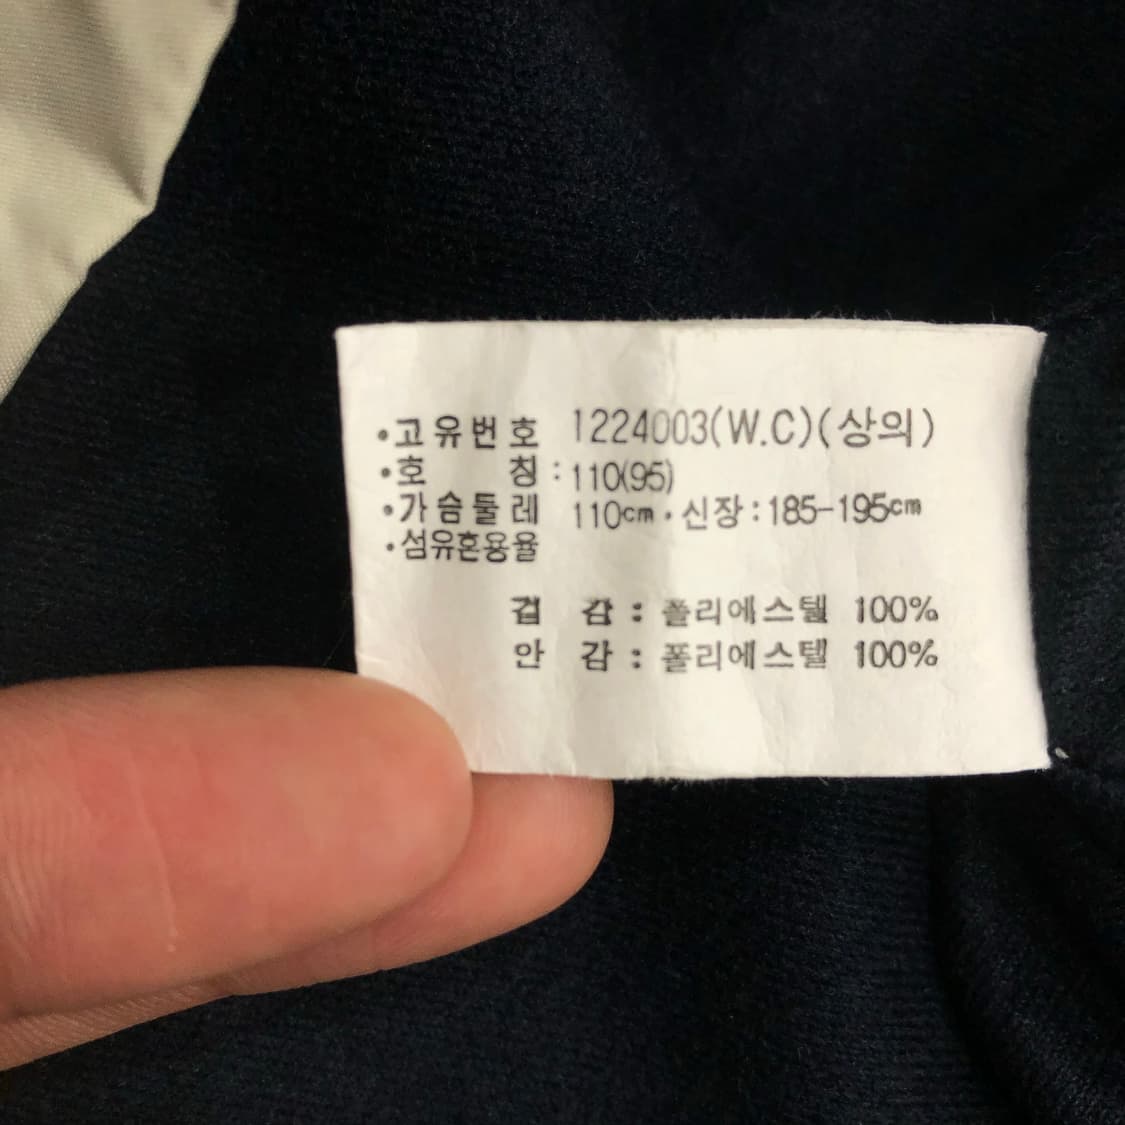 •고유번호 1224003(W.C)(상의)
•호 칭 : 110(95)
•가슴둘레 110cm • 신장 : 185-195cm
•섬유혼용율
겁 감 : 폴리에스텔 100%
안 감 : 폴리에스텔 100%